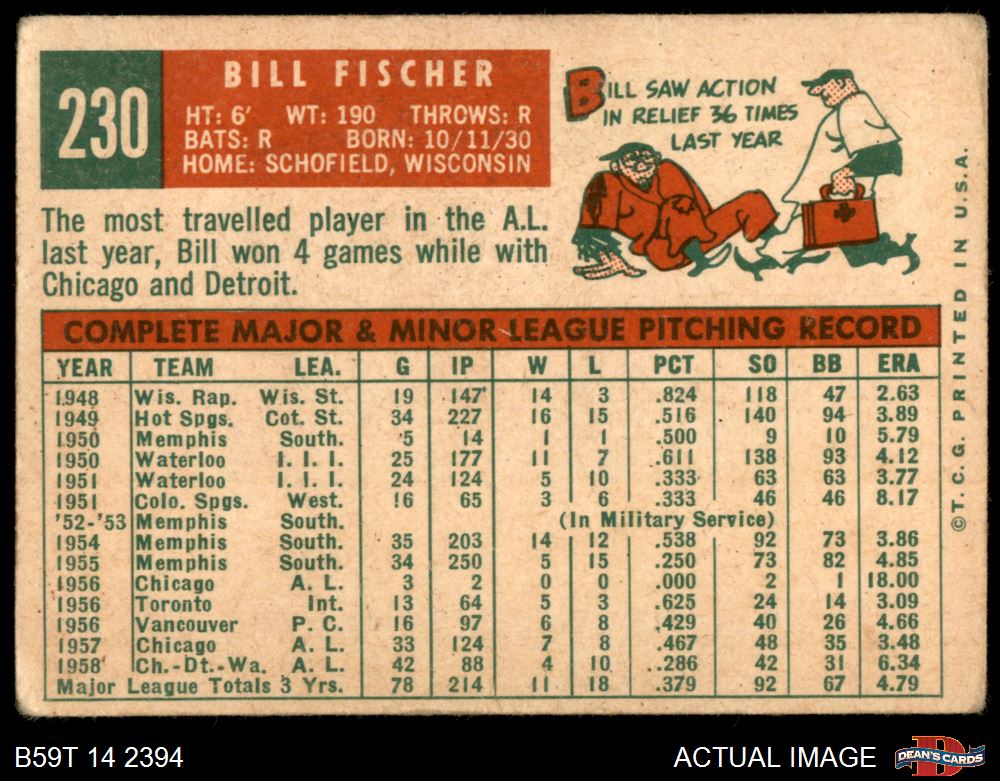 230
BILL FISCHER
HT: 6' WT: 190 THROWS: R
BATS: R BORN: 10/11/30
HOME: SCHOFIELD, WISCONSIN
The most travelled player in the A.L.
last year, Bill won 4 games while with
Chicago and Detroit.
BILL SAW ACTION
IN RELIEF 36 TIMES
LAST YEAR
COMPLETE MAJOR & MINOR LEAGUE PITCHING RECORD
YEAR TEAM LEA. G IP W L PCT SO BB ERA
1948 Wis. Rap. Wis. St. 19 147 14 3 .824 118 47 2.63
1949 Hot Spgs. Cot. St. 34 227 16 15 .516 140 94 3.89
1950 Memphis South. 5 14 1 1 .500 9 10 5.79
1950 Waterloo I. I. I. 25 177 11 7 .611 138 93 4.12
1951 Waterloo I. I. I. 24 124 5 10 .333 63 63 3.77
1951 Colo. Spgs. West. 16 65 3 6 .333 46 46 8.17
'52-'53 Memphis South. (In Military Service)
1954 Memphis South. 35 203 14 12 .538 92 73 3.86
1955 Memphis South. 34 250 5 15 .250 73 82 4.85
1956 Chicago A. L. 3 2 0 0 .000 2 1 18.00
1956 Toronto Int. 13 64 5 3 .625 24 14 3.09
1956 Vancouver P. C. 16 97 6 8 .429 40 26 4.66
1957 Chicago A. L. 33 124 7 8 .467 48 35 3.48
1958 Ch.-Dt.-Wa. A. L. 42 88 4 10 .286 42 31 6.34
Major League Totals 3 Yrs. 78 214 11 18 .379 92 67 4.79
©T.C.G. PRINTED IN U.S.A.
B59T 14 2394
ACTUAL IMAGE
D
DEAN'S CARDS